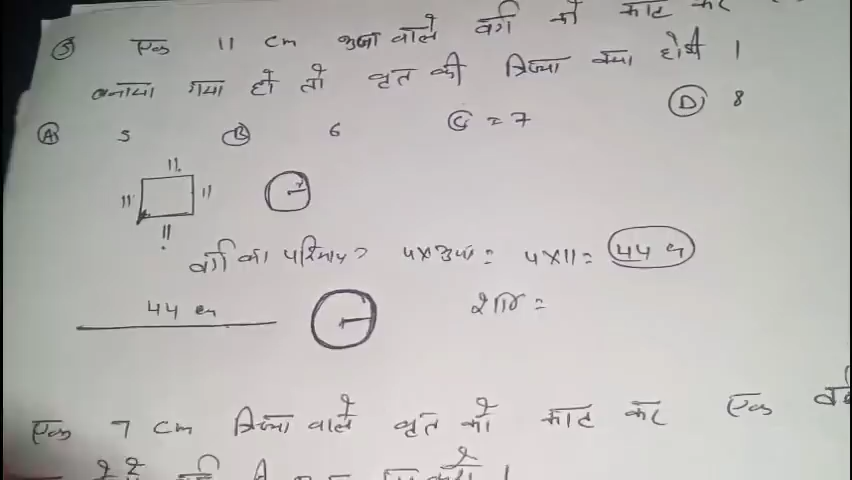 ③ एक 11 cm भुजा वाले वर्ग को काट कर
बनाया गया हो तो वृत की त्रिज्या क्या होगी ।
Ⓐ 5 Ⓑ 6 Ⓒ = 7 Ⓓ 8
11
11 11 r
11
वर्ग का परिमाप = 4×भुजा = 4×11 = 44 cm
44 cm 2πr =
एक 7 cm त्रिज्या वाले वृत को काट कर एक